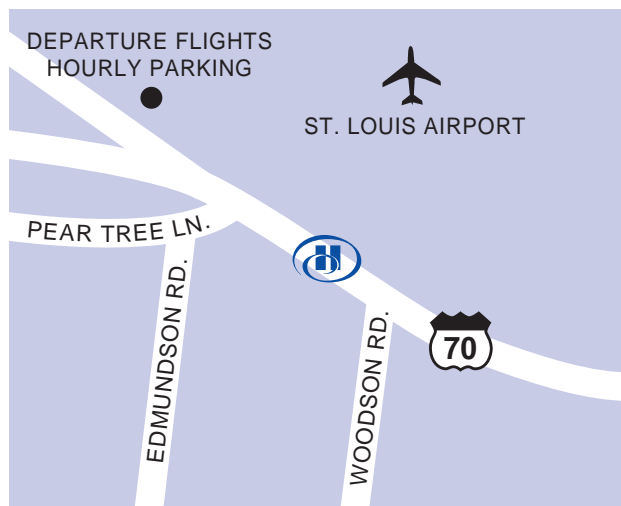 DEPARTURE FLIGHTS
HOURLY PARKING
ST. LOUIS AIRPORT
PEAR TREE LN.
H
EDMUNDSON RD.
WOODSON RD.
70